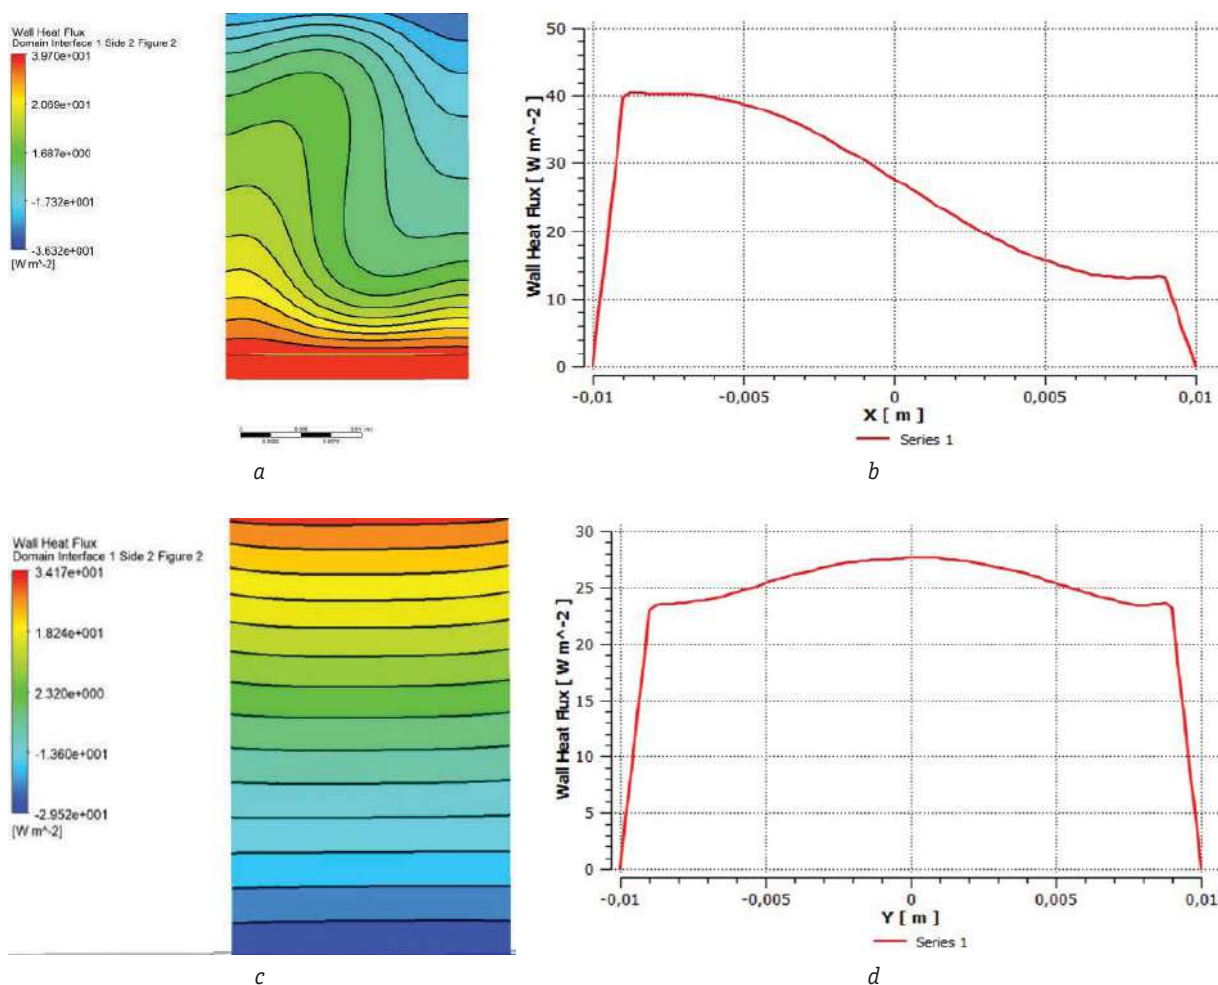 Wall Heat Flux
Domain Interface 1 Side 2 Figure 2
3.970e+001
2.069e+001
1.687e+000
-1.732e+001
-3.632e+001
[W m^-2]
a
50
40
30
20
10
0
Wall Heat Flux [ W m^-2 ]
-0,01 -0,005 0 0,005 0,01
X [ m ]
Series 1
b
Wall Heat Flux
Domain Interface 1 Side 2 Figure 2
3.417e+001
1.824e+001
2.320e+000
-1.360e+001
-2.952e+001
[W m^-2]
c
30
25
20
15
10
5
0
Wall Heat Flux [ W m^-2 ]
-0,01 -0,005 0 0,005 0,01
Y [ m ]
Series 1
d